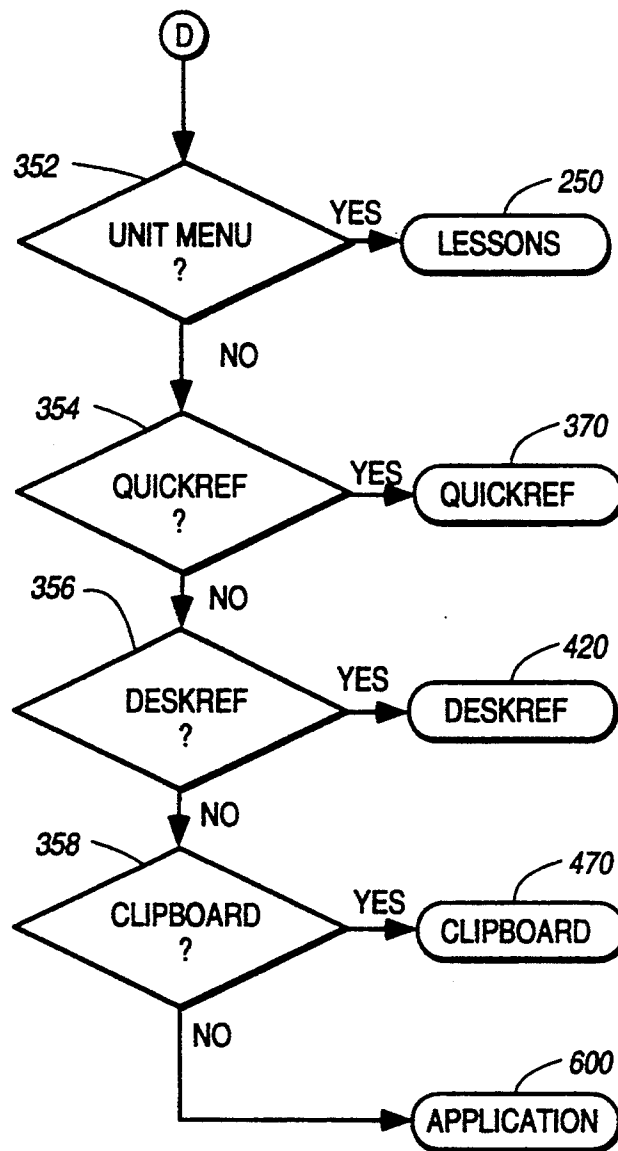 D
352
UNIT MENU
?
YES
250
LESSONS
NO
354
QUICKREF
?
YES
370
QUICKREF
NO
356
DESKREF
?
YES
420
DESKREF
NO
358
CLIPBOARD
?
YES
470
CLIPBOARD
NO
600
APPLICATION